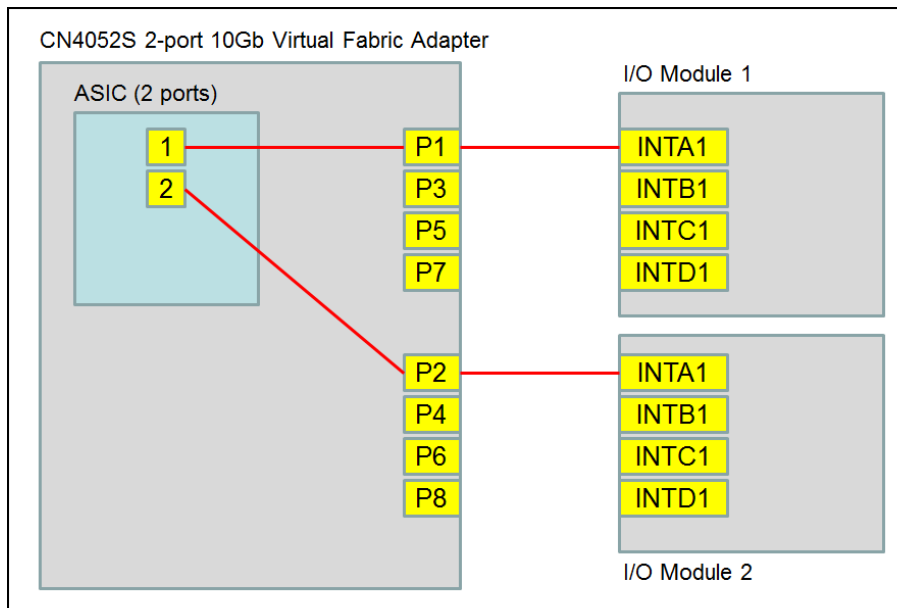 CN4052S 2-port 10Gb Virtual Fabric Adapter
ASIC (2 ports)
1
2
P1
P3
P5
P7
P2
P4
P6
P8
I/O Module 1
INTA1
INTB1
INTC1
INTD1
INTA1
INTB1
INTC1
INTD1
I/O Module 2